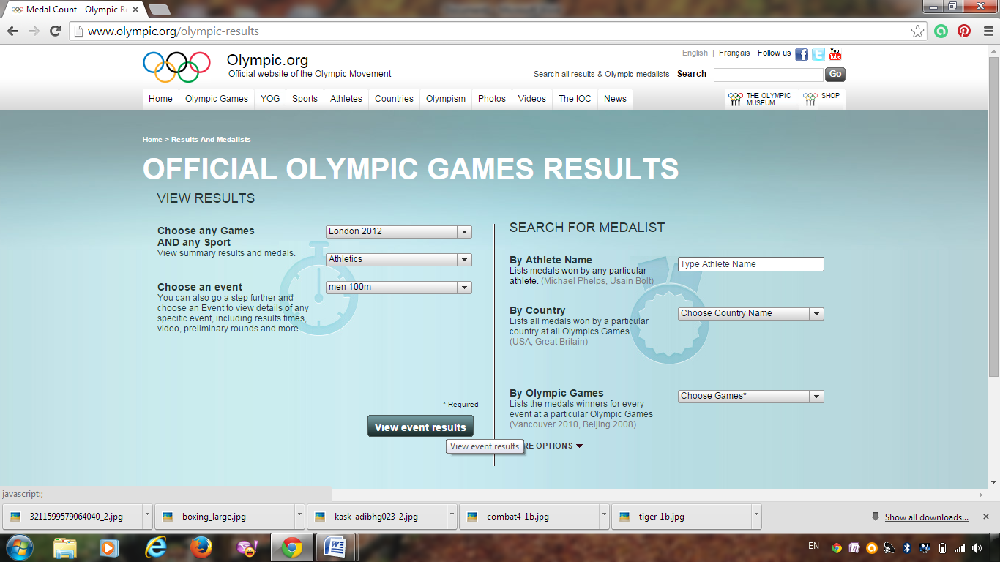 Medal Count - Olympic R
www.olympic.org/olympic-results
Olympic.org
Official website of the Olympic Movement
English | Français Follow us
You Tube
Search all results & Olympic medalists Search Go
Home Olympic Games YOG Sports Athletes Countries Olympism Photos Videos The IOC News
THE OLYMPIC MUSEUM
SHOP
Home > Results And Medalists
OFFICIAL OLYMPIC GAMES RESULTS
VIEW RESULTS
Choose any Games
AND any Sport
View summary results and medals.
London 2012
Athletics
Choose an event
You can also go a step further and
choose an Event to view details of any
specific event, including results times,
video, preliminary rounds and more.
men 100m
* Required
View event results
View event results
SEARCH FOR MEDALIST
By Athlete Name
Lists medals won by any particular
athlete. (Michael Phelps, Usain Bolt)
Type Athlete Name
By Country
Lists all medals won by a particular
country at all Olympics Games
(USA, Great Britain)
Choose Country Name
By Olympic Games
Lists the medals winners for every
event at a particular Olympic Games
(Vancouver 2010, Beijing 2008)
Choose Games*
RE OPTIONS
javascript:;
3211599579064040_2.jpg boxing_large.jpg kask-adibhg023-2.jpg combat4-1b.jpg tiger-1b.jpg Show all downloads...
EN